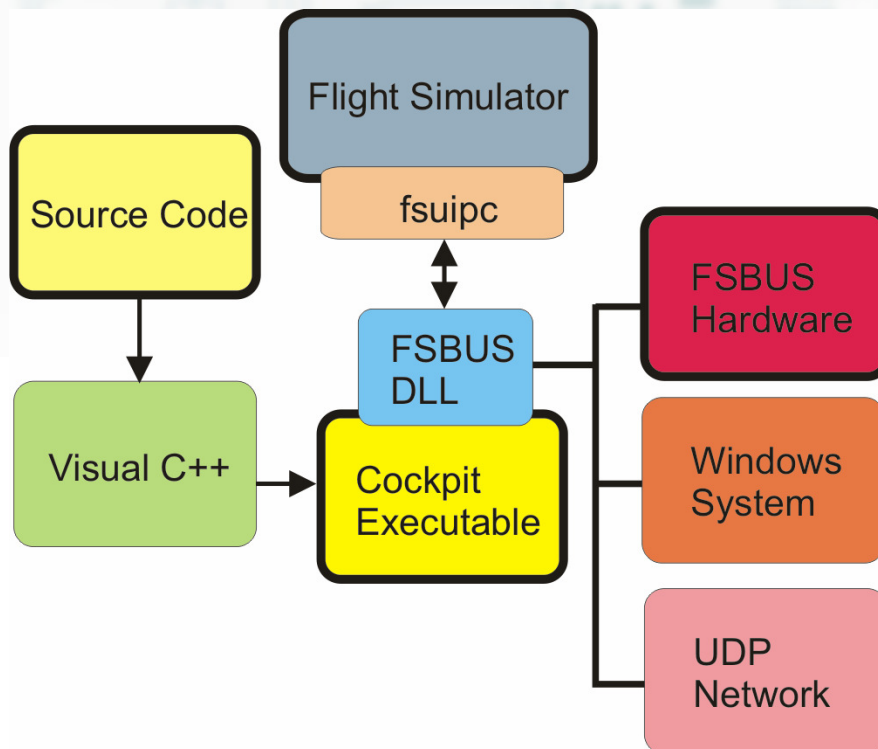 Flight Simulator
fsuipc
Source Code
FSBUS
DLL
FSBUS
Hardware
Visual C++
Cockpit
Executable
Windows
System
UDP
Network